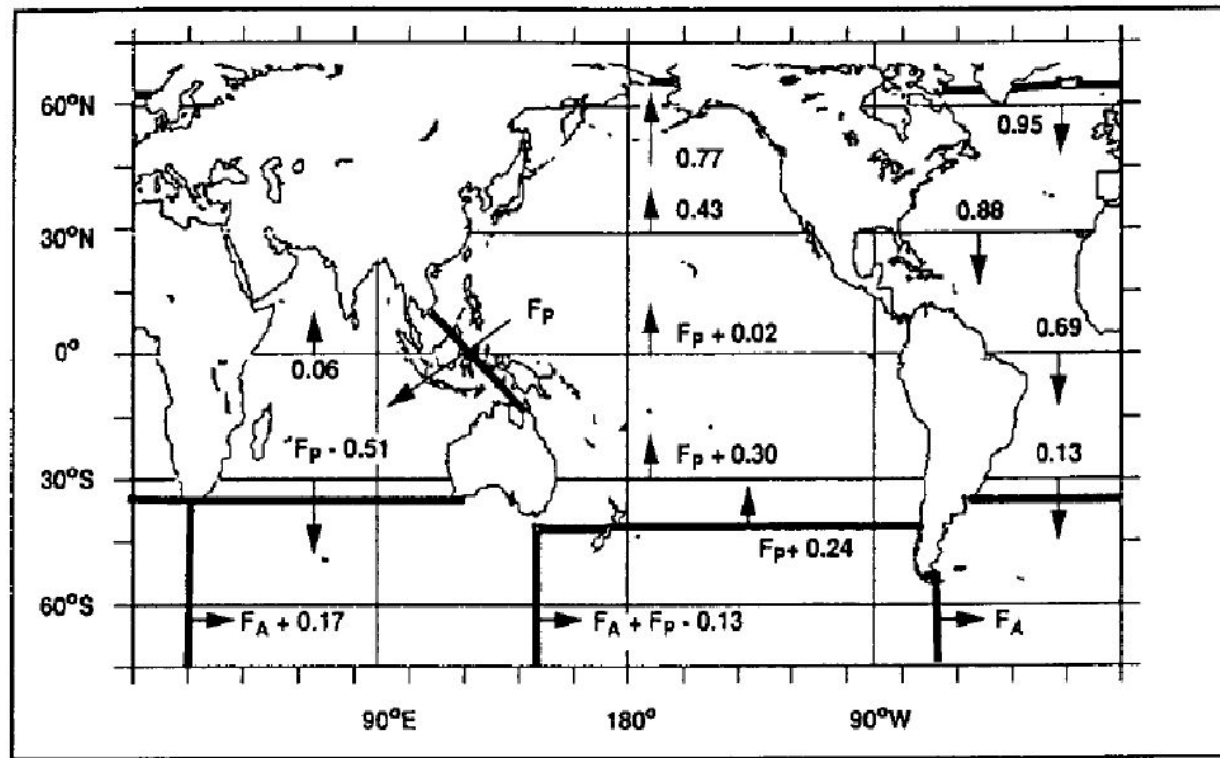 60°N
0.95
0.77
0.43
0.88
30°N
F_P
F_P + 0.02
0.69
0°
0.06
F_P - 0.51
F_P + 0.30
0.13
30°S
F_P + 0.24
60°S
F_A + 0.17
F_A + F_P - 0.13
F_A
90°E
180°
90°W